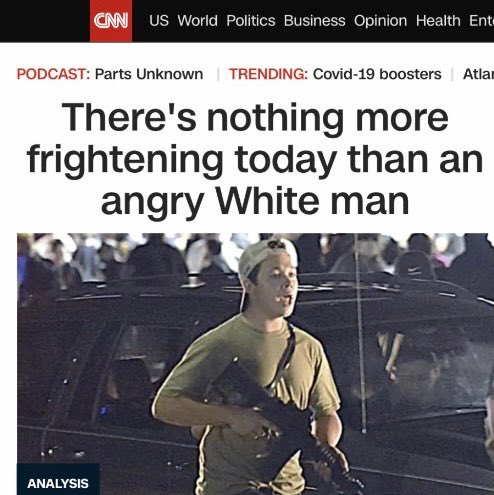 CNN US World Politics Business Opinion Health Ent
PODCAST: Parts Unknown | TRENDING: Covid-19 boosters | Atla
There's nothing more
frightening today than an
angry White man
ANALYSIS